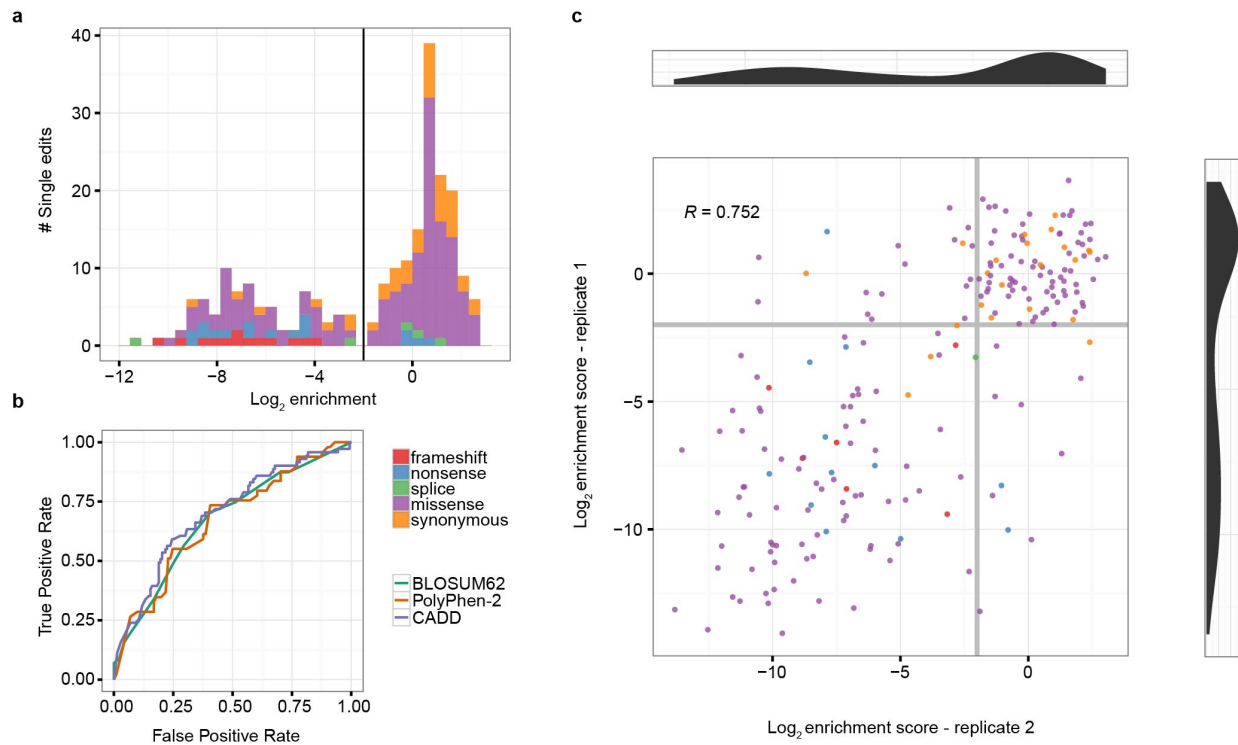 a
40
30
20
10
0
# Single edits
−12
−8
−4
0
Log2 enrichment
b
1.00
0.75
0.50
0.25
0.00
True Positive Rate
0.00
0.25
0.50
0.75
1.00
False Positive Rate
frameshift
nonsense
splice
missense
synonymous
BLOSUM62
PolyPhen-2
CADD
c
R = 0.752
0
−5
−10
Log2 enrichment score - replicate 1
−10
−5
0
Log2 enrichment score - replicate 2